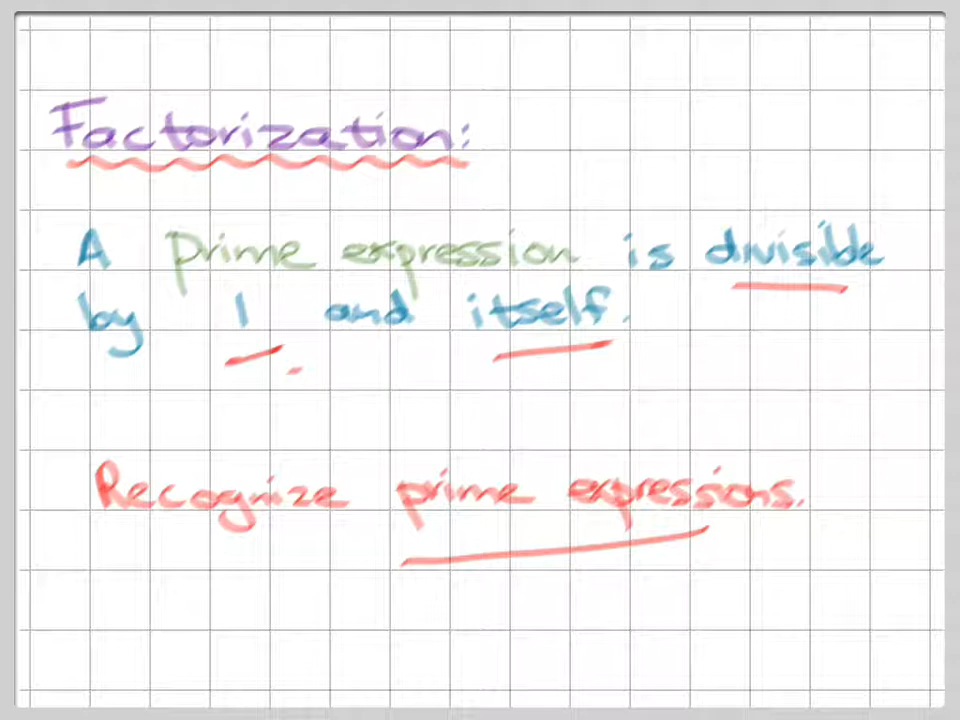 Factorization:
A prime expression is divisible
by 1 and itself.
Recognize prime expressions.